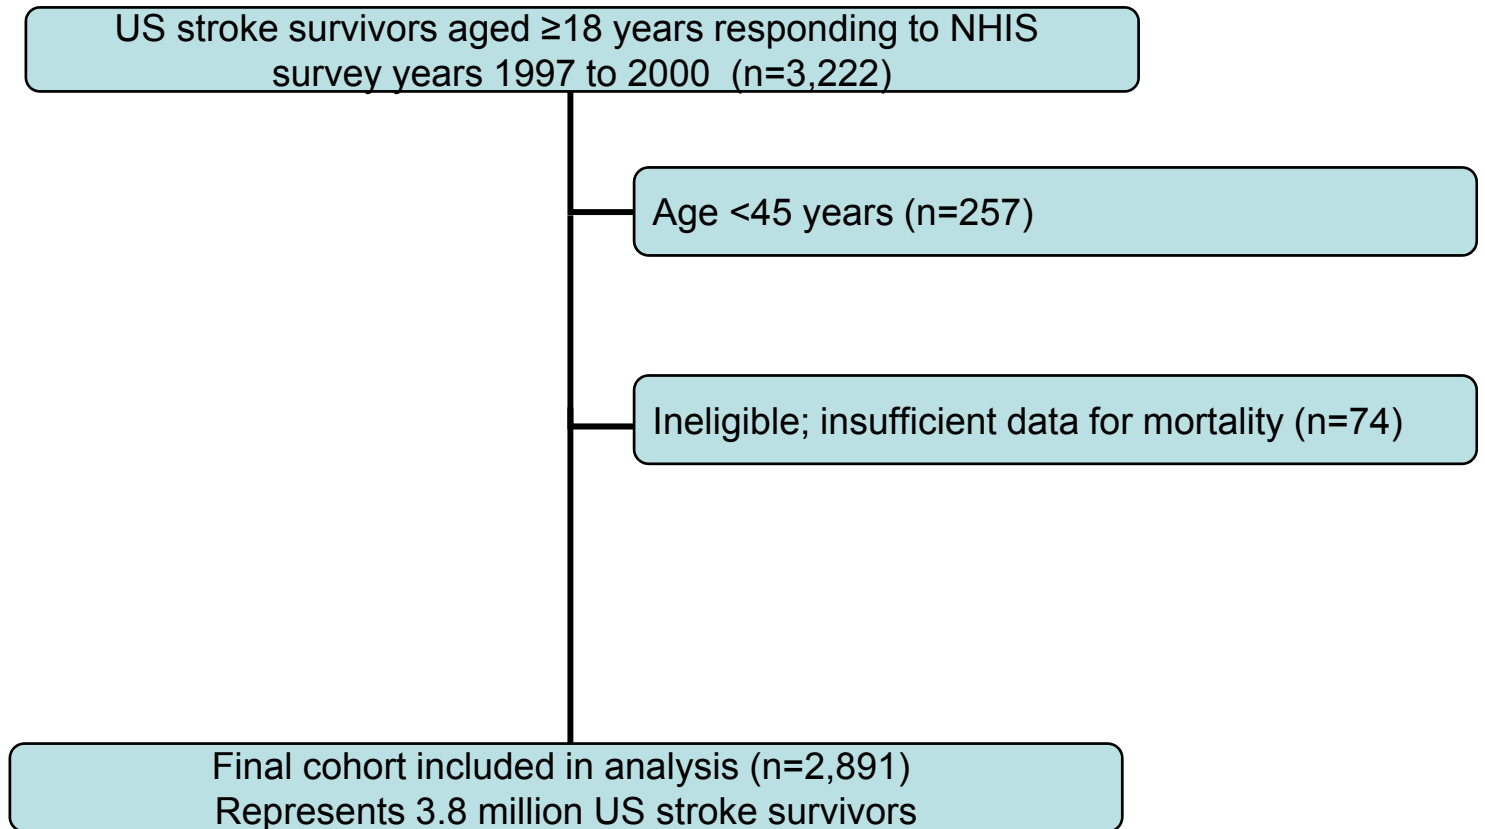 US stroke survivors aged ≥18 years responding to NHIS
survey years 1997 to 2000 (n=3,222)
Age <45 years (n=257)
Ineligible; insufficient data for mortality (n=74)
Final cohort included in analysis (n=2,891)
Represents 3.8 million US stroke survivors